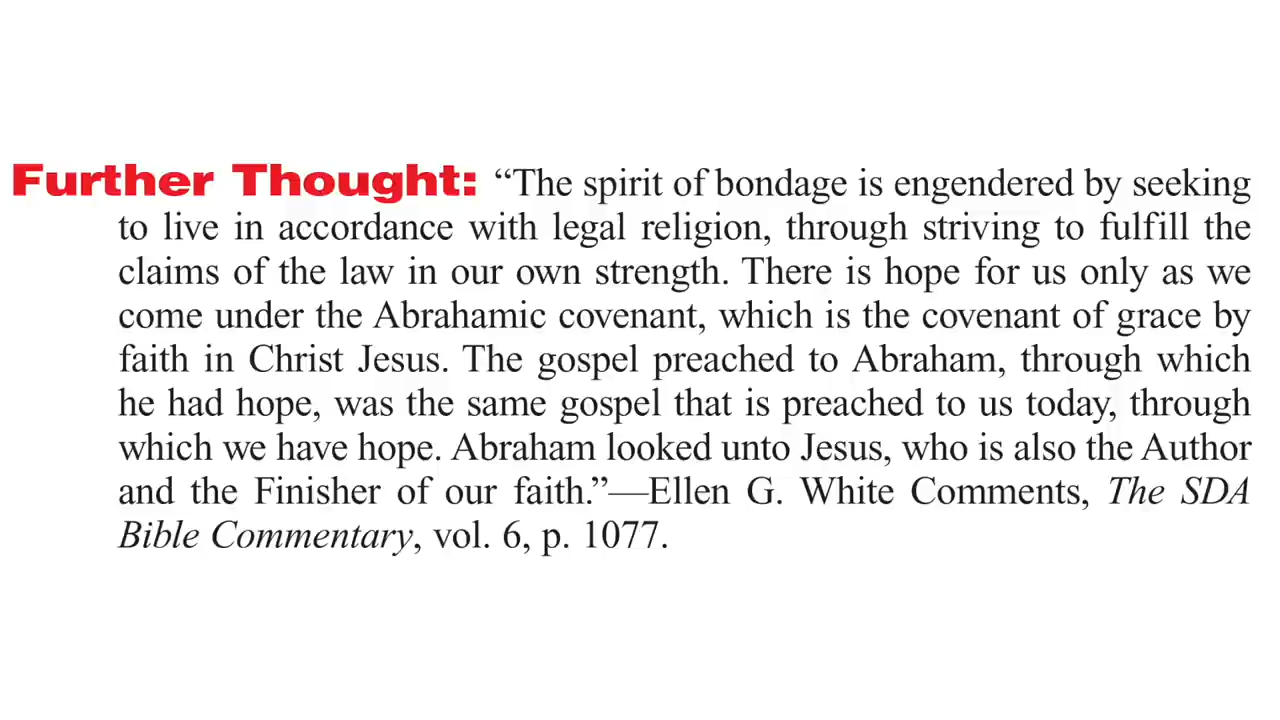 Further Thought: “The spirit of bondage is engendered by seeking
to live in accordance with legal religion, through striving to fulfill the
claims of the law in our own strength. There is hope for us only as we
come under the Abrahamic covenant, which is the covenant of grace by
faith in Christ Jesus. The gospel preached to Abraham, through which
he had hope, was the same gospel that is preached to us today, through
which we have hope. Abraham looked unto Jesus, who is also the Author
and the Finisher of our faith.”—Ellen G. White Comments, The SDA
Bible Commentary, vol. 6, p. 1077.